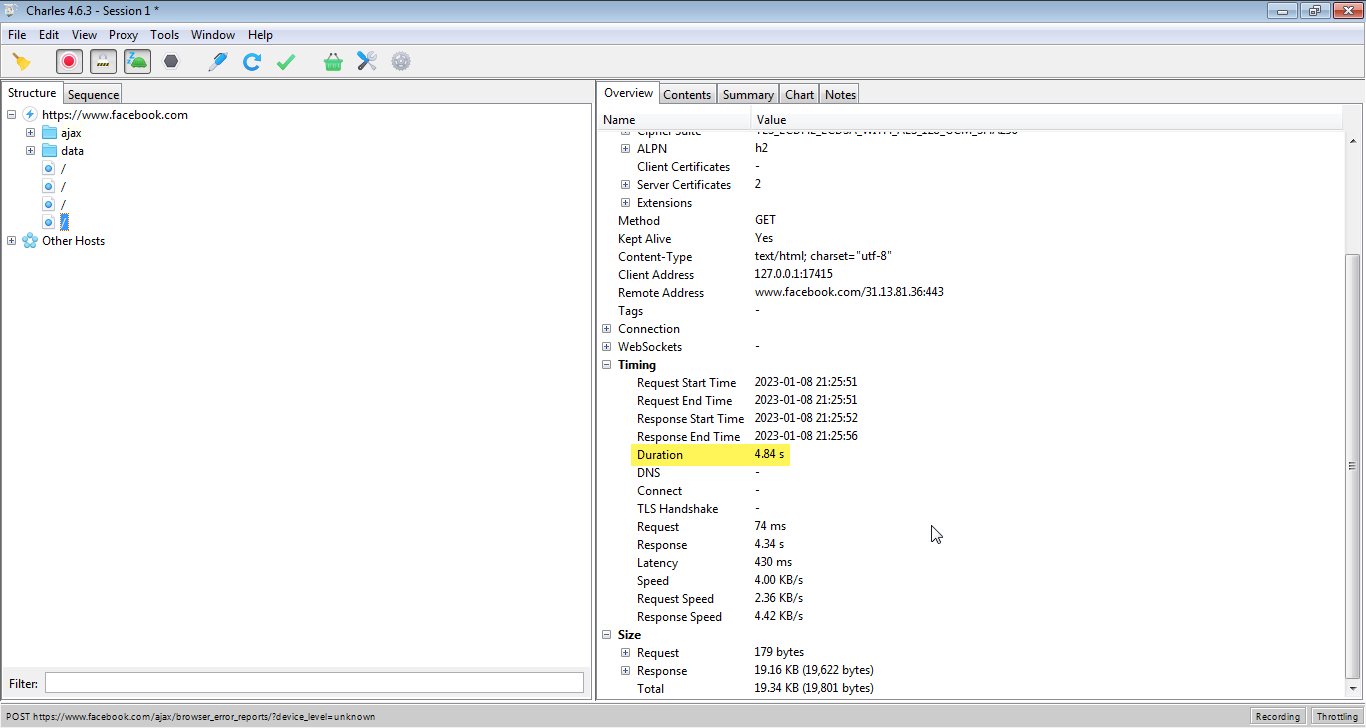 Charles 4.6.3 - Session 1 *
File Edit View Proxy Tools Window Help
Structure Sequence
https://www.facebook.com
ajax
data
/
/
/
/
Other Hosts
Filter:
Overview Contents Summary Chart Notes
Name Value
Cipher Suite
ALPN h2
Client Certificates -
Server Certificates 2
Extensions
Method GET
Kept Alive Yes
Content-Type text/html; charset="utf-8"
Client Address 127.0.0.1:17415
Remote Address www.facebook.com/31.13.81.36:443
Tags -
Connection
WebSockets -
Timing
Request Start Time 2023-01-08 21:25:51
Request End Time 2023-01-08 21:25:51
Response Start Time 2023-01-08 21:25:52
Response End Time 2023-01-08 21:25:56
Duration 4.84 s
DNS -
Connect -
TLS Handshake -
Request 74 ms
Response 4.34 s
Latency 430 ms
Speed 4.00 KB/s
Request Speed 2.36 KB/s
Response Speed 4.42 KB/s
Size
Request 179 bytes
Response 19.16 KB (19,622 bytes)
Total 19.34 KB (19,801 bytes)
POST https://www.facebook.com/ajax/browser_error_reports/?device_level=unknown
Recording Throttling